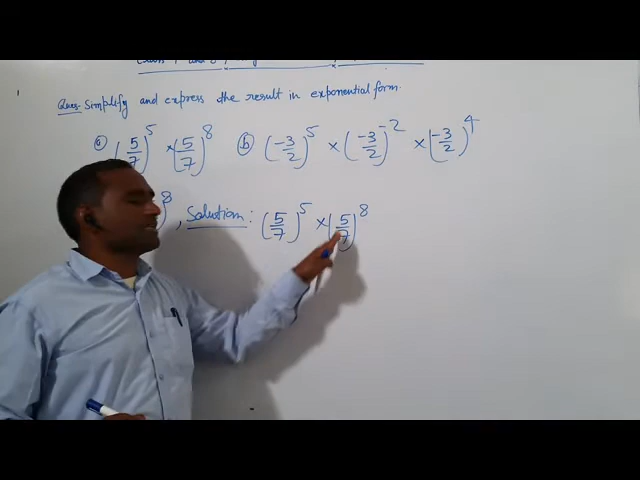 Ques. Simplify and express the result in exponential form.
(a) (5/7)^5 × (5/7)^8 (b) (-3/2)^5 × (-3/2)^-2 × (-3/2)^4
)^8, Solution: (5/7)^5 × (5/7)^8